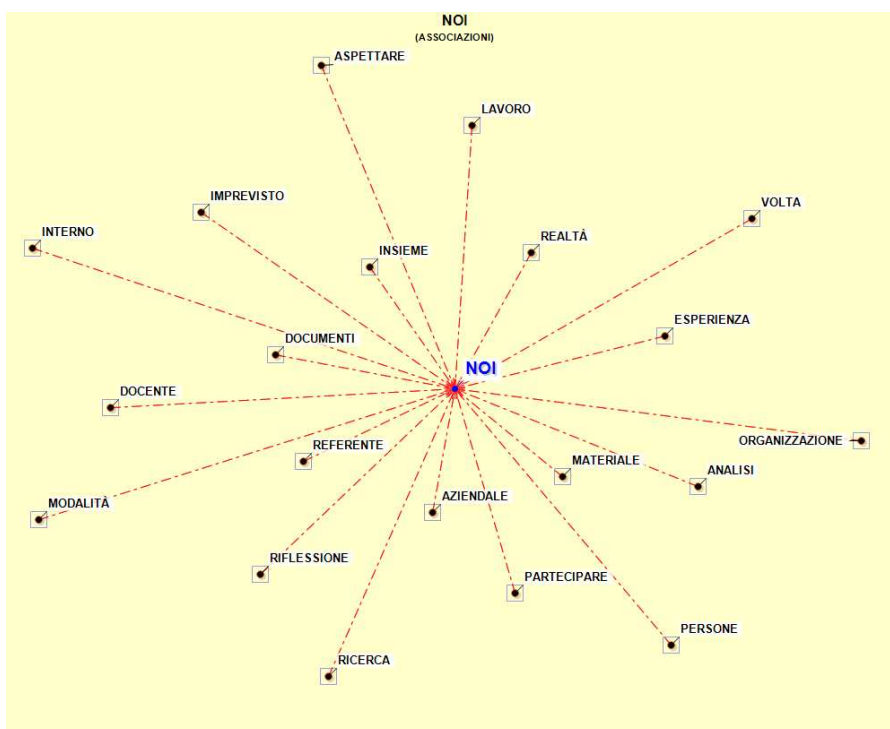 NOI
(ASSOCIAZIONI)
ASPETTARE
LAVORO
IMPREVISTO
VOLTA
INTERNO
REALTÀ
INSIEME
ESPERIENZA
DOCUMENTI
NOI
DOCENTE
ORGANIZZAZIONE
REFERENTE
MATERIALE
ANALISI
AZIENDALE
MODALITÀ
RIFLESSIONE
PARTECIPARE
PERSONE
RICERCA